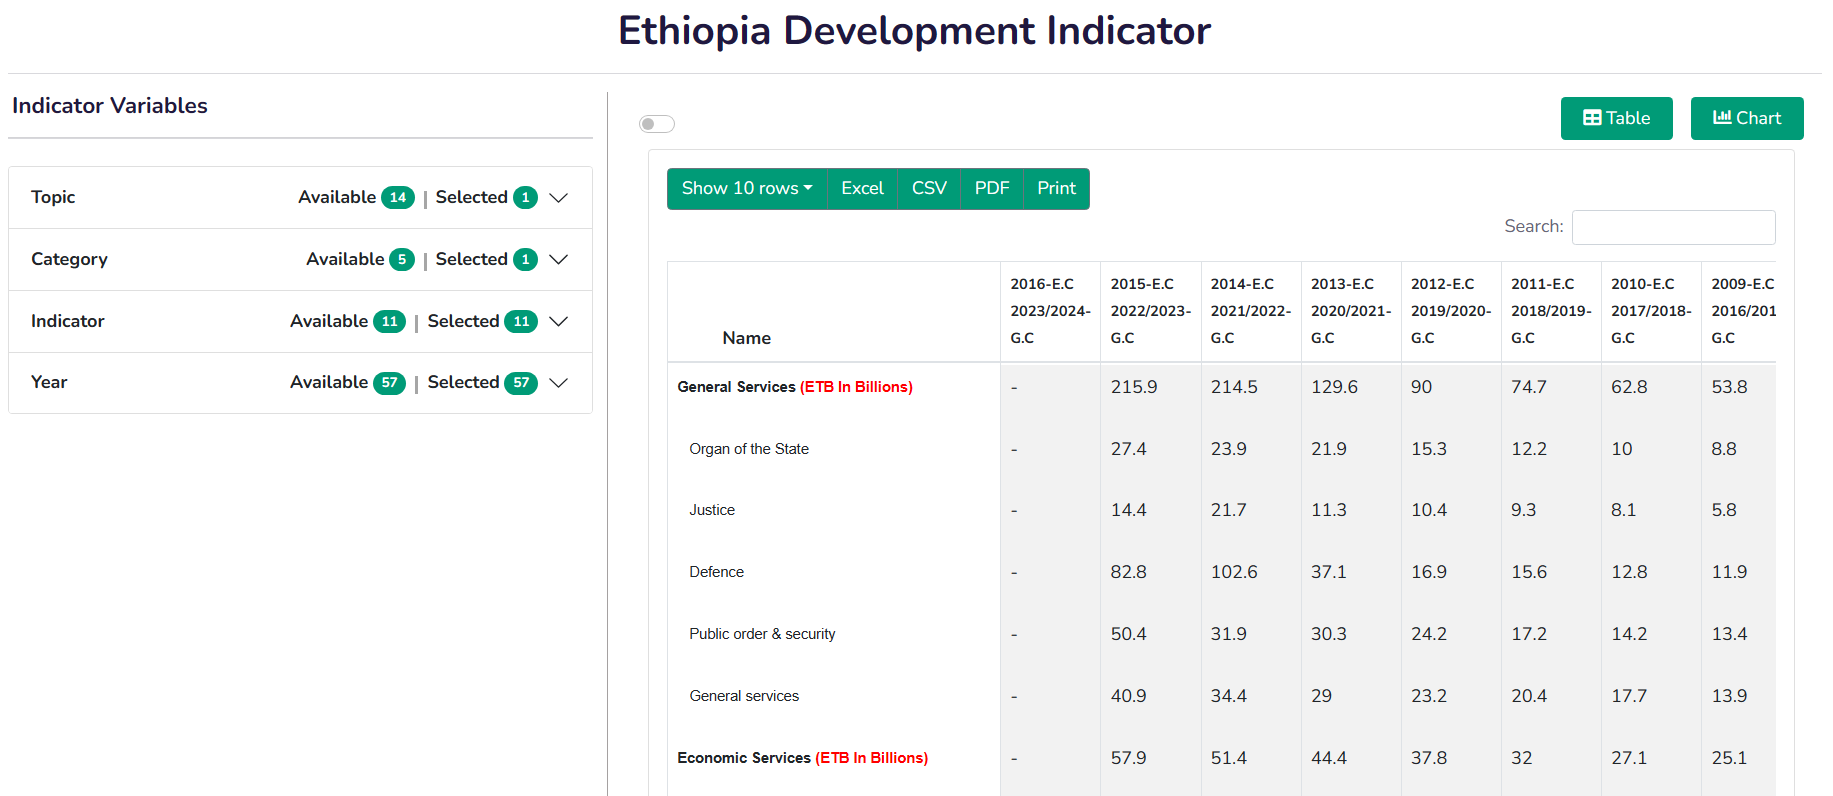 Ethiopia Development Indicator
Indicator Variables
Topic Available 14 | Selected 1
Category Available 5 | Selected 1
Indicator Available 11 | Selected 11
Year Available 57 | Selected 57
Table Chart
Show 10 rows Excel CSV PDF Print
Search:
2016-E.C 2015-E.C 2014-E.C 2013-E.C 2012-E.C 2011-E.C 2010-E.C 2009-E.C
2023/2024- 2022/2023- 2021/2022- 2020/2021- 2019/2020- 2018/2019- 2017/2018- 2016/201
Name G.C G.C G.C G.C G.C G.C G.C G.C
General Services (ETB In Billions) - 215.9 214.5 129.6 90 74.7 62.8 53.8
Organ of the State - 27.4 23.9 21.9 15.3 12.2 10 8.8
Justice - 14.4 21.7 11.3 10.4 9.3 8.1 5.8
Defence - 82.8 102.6 37.1 16.9 15.6 12.8 11.9
Public order & security - 50.4 31.9 30.3 24.2 17.2 14.2 13.4
General services - 40.9 34.4 29 23.2 20.4 17.7 13.9
Economic Services (ETB In Billions) - 57.9 51.4 44.4 37.8 32 27.1 25.1